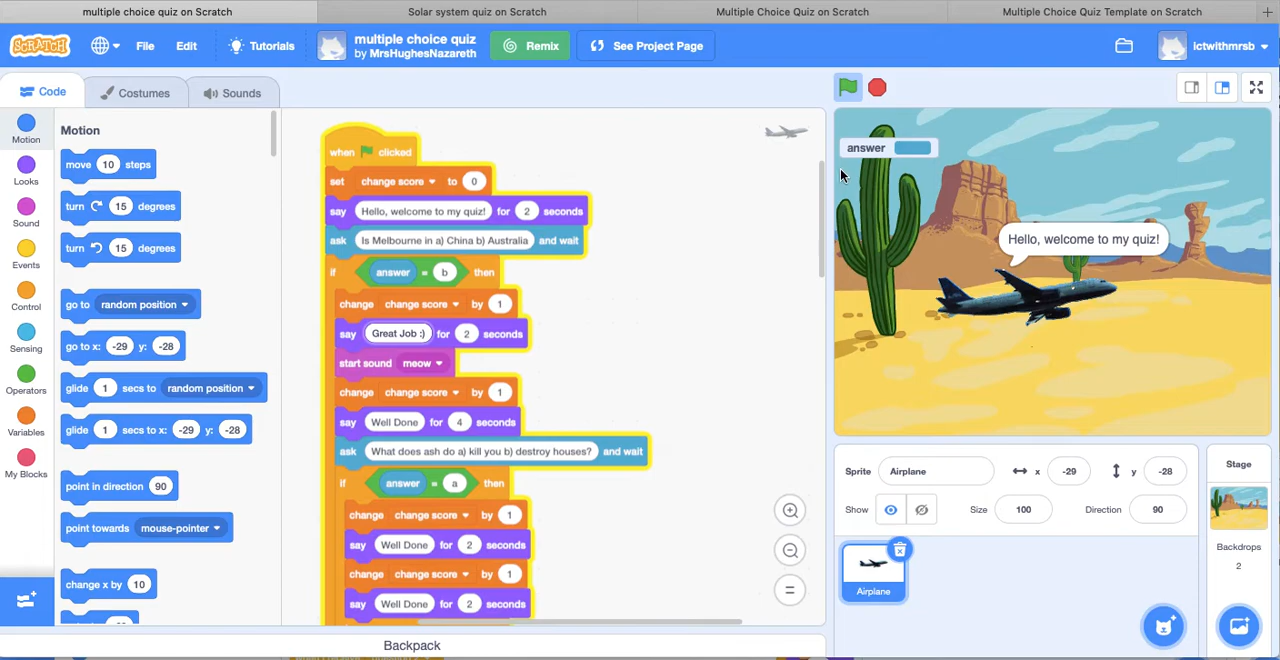 multiple choice quiz on Scratch
Solar system quiz on Scratch
Multiple Choice Quiz on Scratch
Multiple Choice Quiz Template on Scratch
SCRATCH
File
Edit
Tutorials
multiple choice quiz
by MrsHughesNazareth
Remix
See Project Page
ictwithmrsb
Code
Costumes
Sounds
Motion
Looks
Sound
Events
Control
Sensing
Operators
Variables
My Blocks
Motion
move 10 steps
turn 15 degrees
turn 15 degrees
go to random position
go to x: -29 y: -28
glide 1 secs to random position
glide 1 secs to x: -29 y: -28
point in direction 90
point towards mouse-pointer
change x by 10
when clicked
set change score to 0
say Hello, welcome to my quiz! for 2 seconds
ask Is Melbourne in a) China b) Australia and wait
if answer = b then
change change score by 1
say Great Job :) for 2 seconds
start sound meow
change change score by 1
say Well Done for 4 seconds
ask What does ash do a) kill you b) destroy houses? and wait
if answer = a then
change change score by 1
say Well Done for 2 seconds
change change score by 1
say Well Done for 2 seconds
Backpack
answer
Hello, welcome to my quiz!
Sprite Airplane x -29 y -28
Show Size 100 Direction 90
Airplane
Stage
Backdrops
2